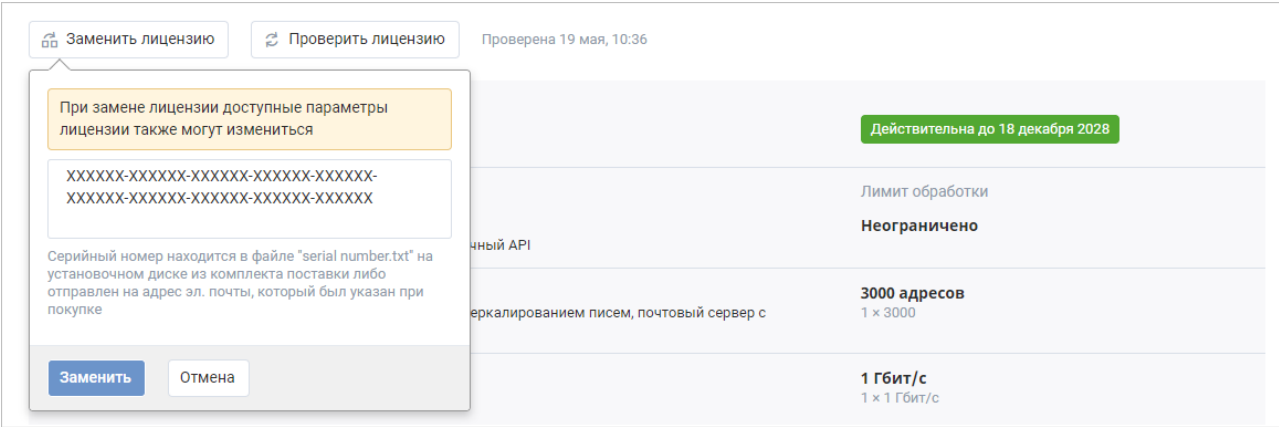 Заменить лицензию
Проверить лицензию
Проверена 19 мая, 10:36
При замене лицензии доступные параметры
лицензии также могут измениться
XXXXXX-XXXXXX-XXXXXX-XXXXXX-XXXXXX-
XXXXXX-XXXXXX-XXXXXX-XXXXXX-XXXXXX
Серийный номер находится в файле "serial number.txt" на
установочном диске из комплекта поставки либо
отправлен на адрес эл. почты, который был указан при
покупке
Заменить
Отмена
Действительна до 18 декабря 2028
Лимит обработки
Неограничено
чный API
3000 адресов
1 × 3000
еркалированием писем, почтовый сервер с
1 Гбит/с
1 × 1 Гбит/с